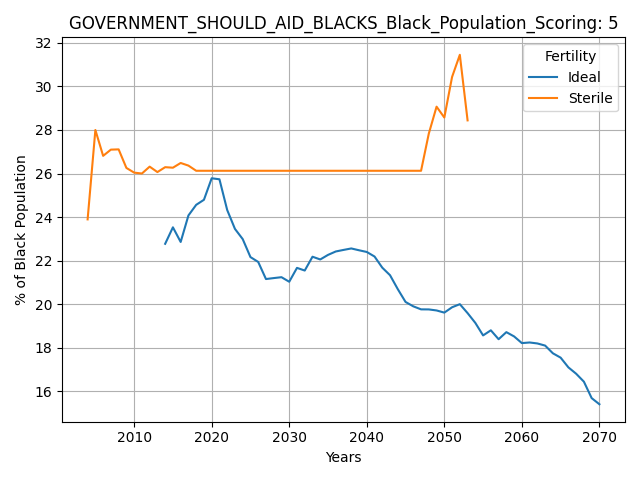 GOVERNMENT_SHOULD_AID_BLACKS_Black_Population_Scoring: 5
Fertility
Ideal
Sterile
% of Black Population
32
30
28
26
24
22
20
18
16
2010 2020 2030 2040 2050 2060 2070
Years